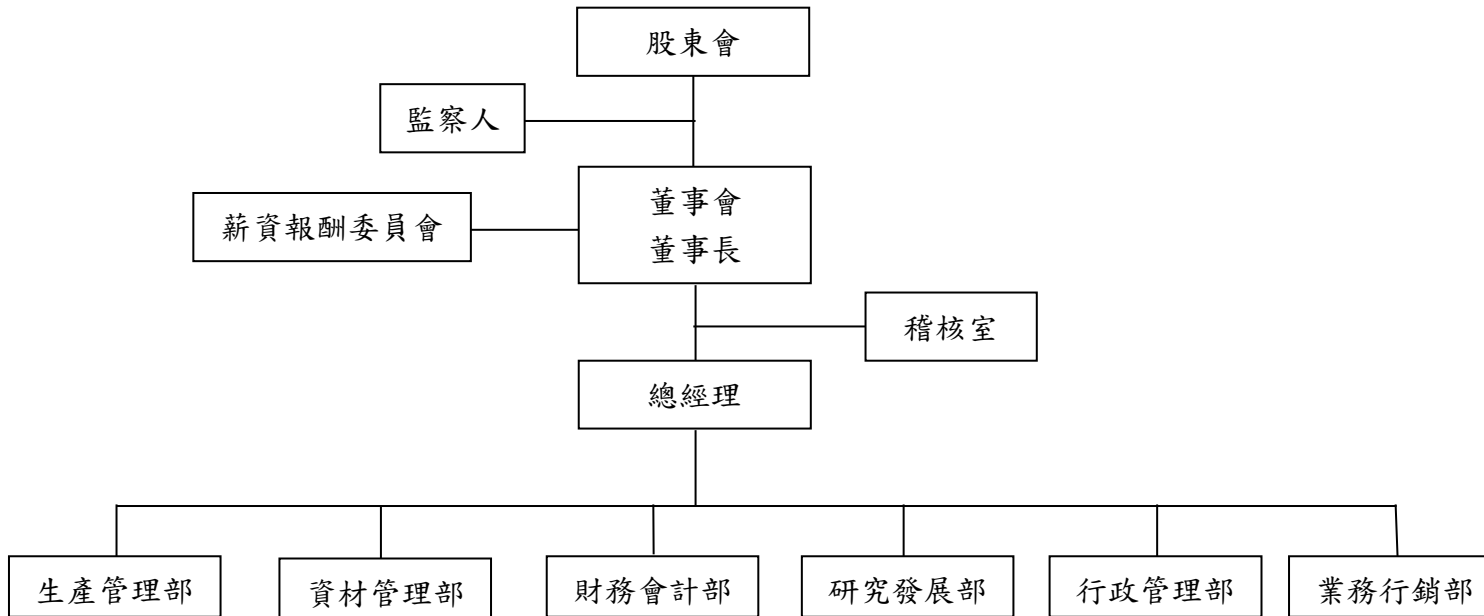 股東會
監察人
董事會
董事長
薪資報酬委員會
稽核室
總經理
生產管理部
資材管理部
財務會計部
研究發展部
行政管理部
業務行銷部